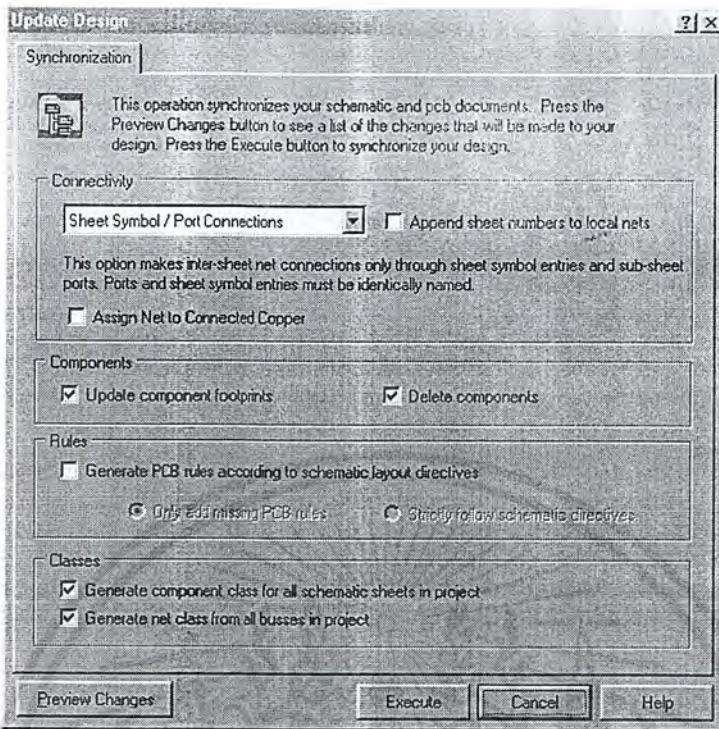 Update Design
? ×
Synchronization
This operation synchronizes your schematic and pcb documents. Press the
Preview Changes button to see a list of the changes that will be made to your
design. Press the Execute button to synchronize your design.
Connectivity
Sheet Symbol / Port Connections
Append sheet numbers to local nets
This option makes inter-sheet net connections only through sheet symbol entries and sub-sheet
ports. Ports and sheet symbol entries must be identically named.
Assign Net to Connected Copper
Components
Update component footprints
Delete components
Rules
Generate PCB rules according to schematic layout directives
Only add missing PCB rules
Strictly follow schematic directives
Classes
Generate component class for all schematic sheets in project
Generate net class from all busses in project
Preview Changes
Execute
Cancel
Help